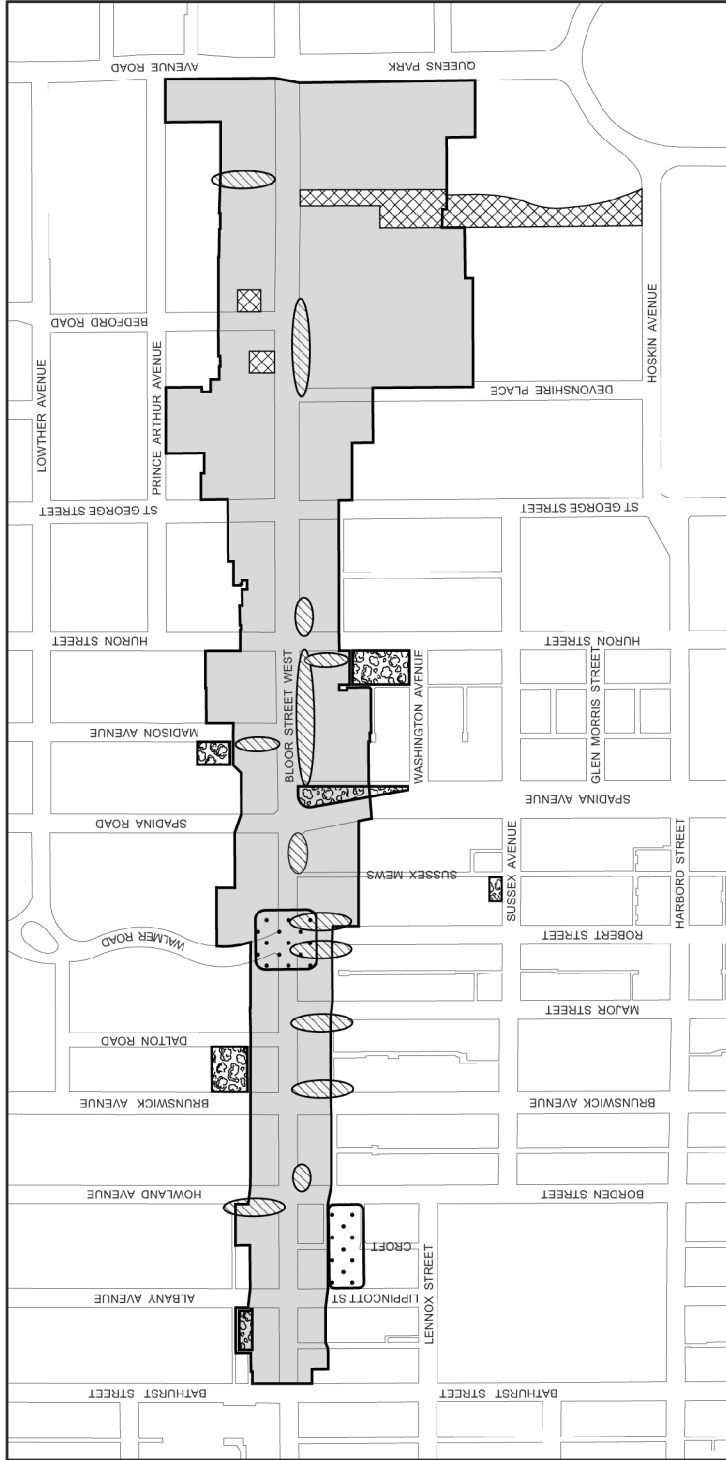 AVENUE ROAD
QUEENS PARK
BEDFORD ROAD
LOWTHER AVENUE
PRINCE ARTHUR AVENUE
DEVONSHIRE PLACE
HOSKIN AVENUE
ST GEORGE STREET
ST GEORGE STREET
HURON STREET
HURON STREET
BLOOR STREET WEST
WASHINGTON AVENUE
GLEN MORRIS STREET
MADISON AVENUE
SPADINA AVENUE
SPADINA ROAD
SUSSEX MEWS
SUSSEX AVENUE
HARBORD STREET
WALMER ROAD
ROBERT STREET
MAJOR STREET
DALTON ROAD
BRUNSWICK AVENUE
BRUNSWICK AVENUE
HOWLAND AVENUE
BORDEN STREET
CROFT
LENNOX STREET
ALBANY AVENUE
LIPPINCOTT ST
BATHURST STREET
BATHURST STREET